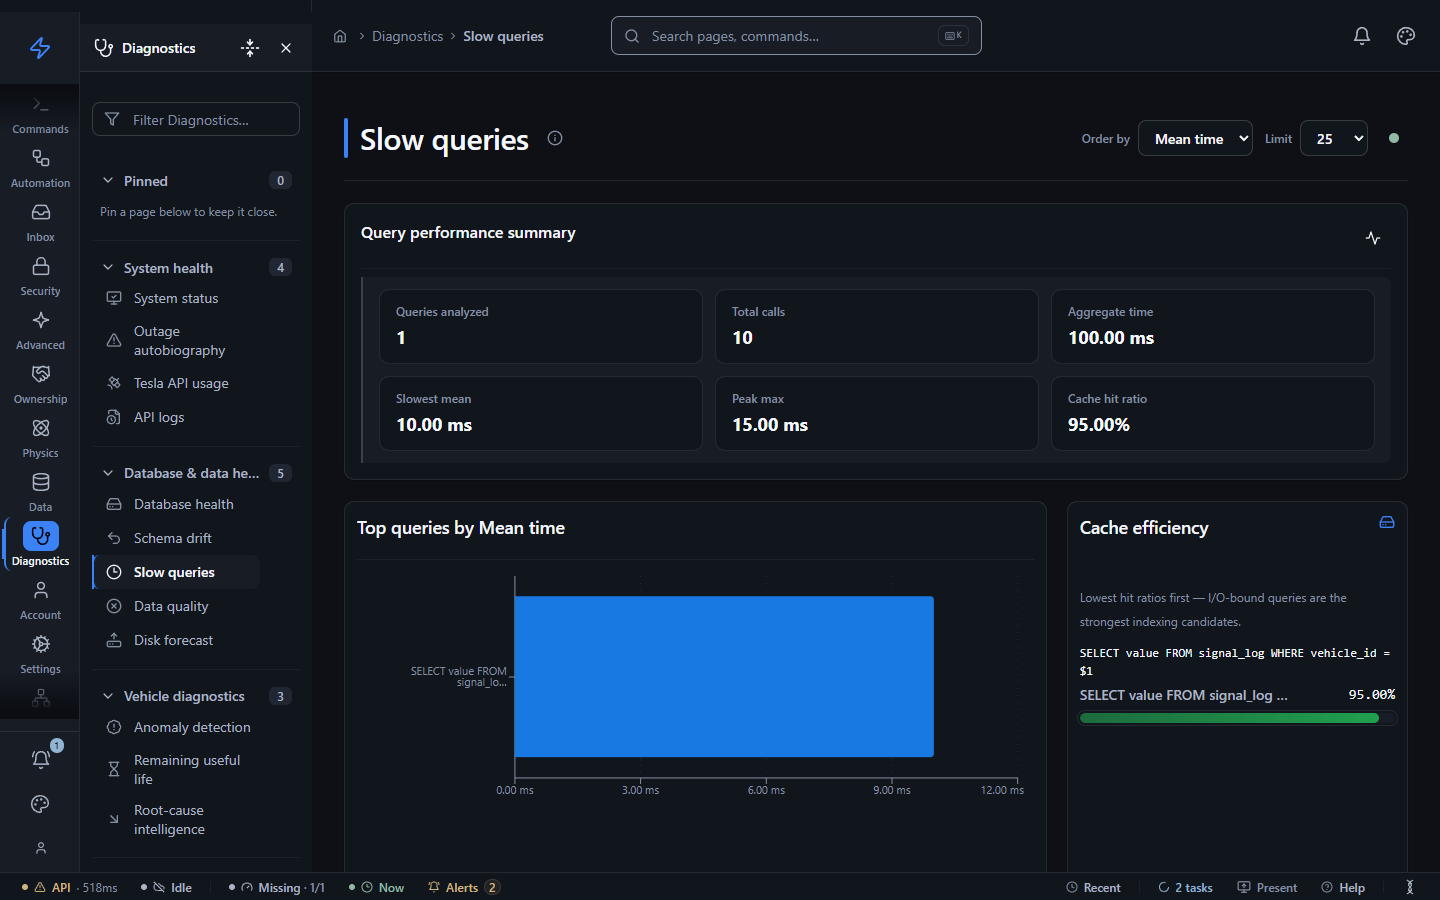 Diagnostics
Diagnostics
Slow queries
Search pages, commands...
K
Commands
Automation
Inbox
Security
Advanced
Ownership
Physics
Data
Diagnostics
Account
Settings
1
Filter Diagnostics...
Pinned 0
Pin a page below to keep it close.
System health 4
System status
Outage
autobiography
Tesla API usage
API logs
Database & data he... 5
Database health
Schema drift
Slow queries
Data quality
Disk forecast
Vehicle diagnostics 3
Anomaly detection
Remaining useful
life
Root-cause
intelligence
Slow queries
Order by Mean time Limit 25
Query performance summary
Queries analyzed
1
Total calls
10
Aggregate time
100.00 ms
Slowest mean
10.00 ms
Peak max
15.00 ms
Cache hit ratio
95.00%
Top queries by Mean time
SELECT value FROM
signal_lo...
0.00 ms 3.00 ms 6.00 ms 9.00 ms 12.00 ms
Cache efficiency
Lowest hit ratios first — I/O-bound queries are the
strongest indexing candidates.
SELECT value FROM signal_log WHERE vehicle_id =
$1
SELECT value FROM signal_log ... 95.00%
API · 518ms Idle Missing · 1/1 Now Alerts 2 Recent 2 tasks Present Help